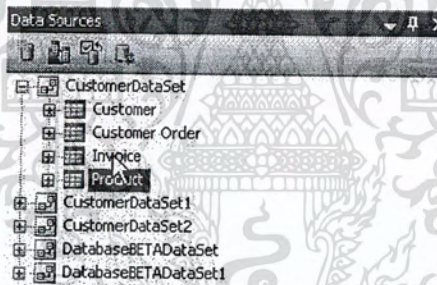 Data Sources
CustomerDataSet
Customer
Customer Order
Invoice
Product
CustomerDataSet1
CustomerDataSet2
DatabaseBETADataSet
DatabaseBETADataSet1